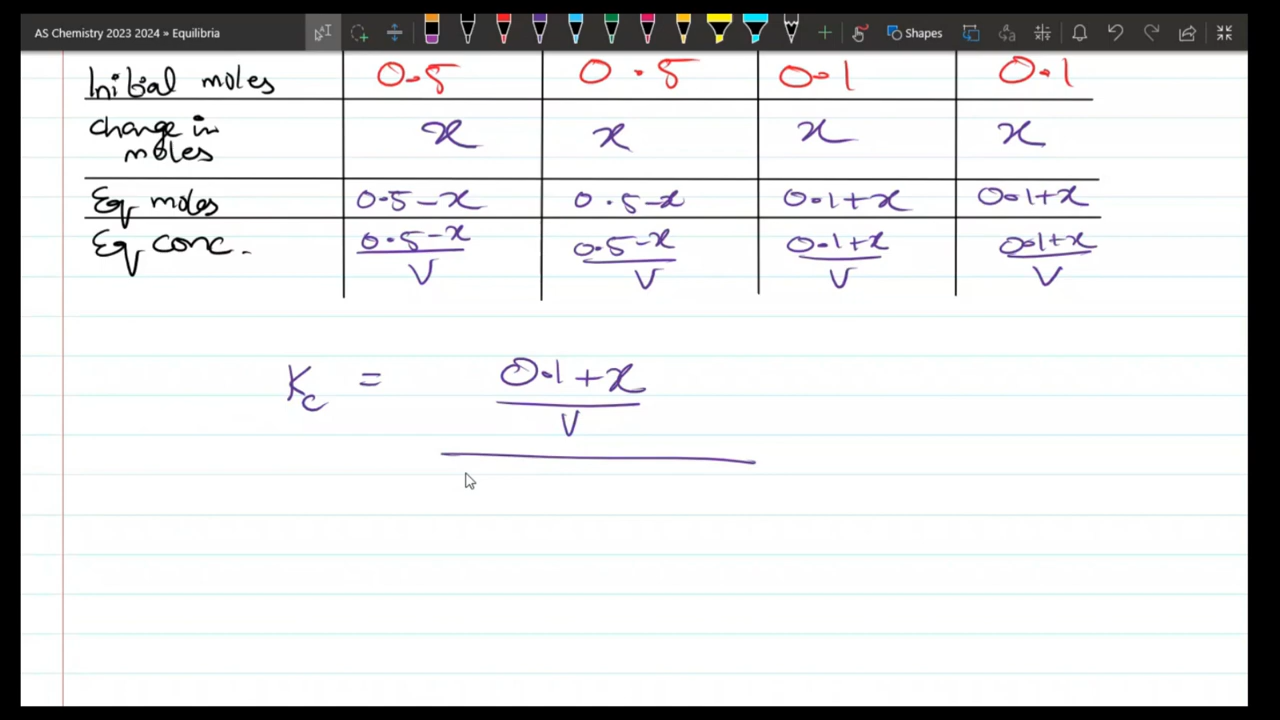 AS Chemistry 2023 2024 » Equilibria
Shapes
Initial moles 0.5 0.5 0.1 0.1
change in moles x x x x
Eq moles 0.5-x 0.5-x 0.1+x 0.1+x
Eq conc. 0.5-x 0.5-x 0.1+x 0.1+x
V V V V
Kc = 0.1+x
V